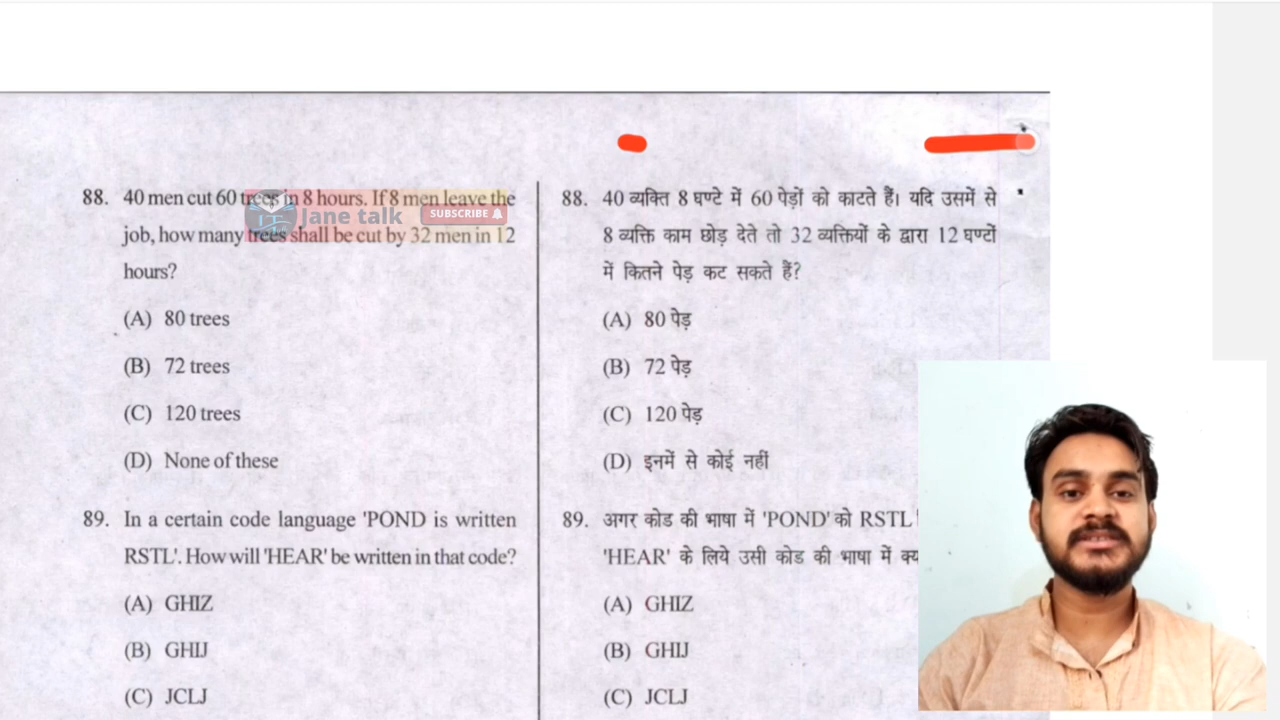 88. 40 men cut 60 trees in 8 hours. If 8 men leave the
job, how many trees shall be cut by 32 men in 12
hours?
(A) 80 trees
(B) 72 trees
(C) 120 trees
(D) None of these
89. In a certain code language 'POND is written
RSTL'. How will 'HEAR' be written in that code?
(A) GHIZ
(B) GHIJ
(C) JCLJ
Jane talk
SUBSCRIBE
88. 40 व्यक्ति 8 घण्टे में 60 पेड़ों को काटते हैं। यदि उसमें से
8 व्यक्ति काम छोड़ देते तो 32 व्यक्तियों के द्वारा 12 घण्टों
में कितने पेड़ कट सकते हैं?
(A) 80 पेड़
(B) 72 पेड़
(C) 120 पेड़
(D) इनमें से कोई नहीं
89. अगर कोड की भाषा में 'POND' को RSTL
'HEAR' के लिये उसी कोड की भाषा में
(A) GHIZ
(B) GHIJ
(C) JCLJ